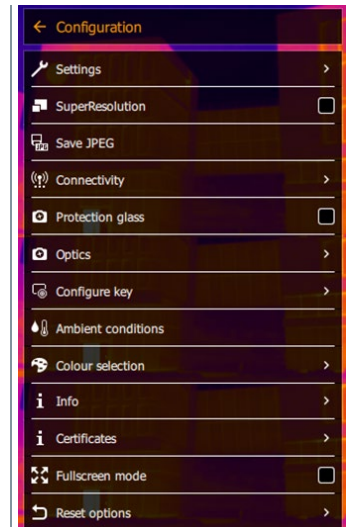 Configuration
Settings
SuperResolution
Save JPEG
Connectivity
Protection glass
Optics
Configure key
Ambient conditions
Colour selection
Info
Certificates
Fullscreen mode
Reset options